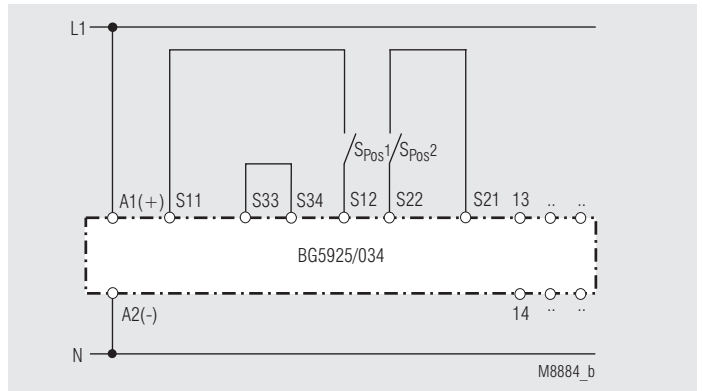 L1
SPos1 SPos2
A1(+) S11 S33 S34 S12 S22 S21 13 .. ..
BG5925/034
A2(-) 14 .. ..
N
M8884_b